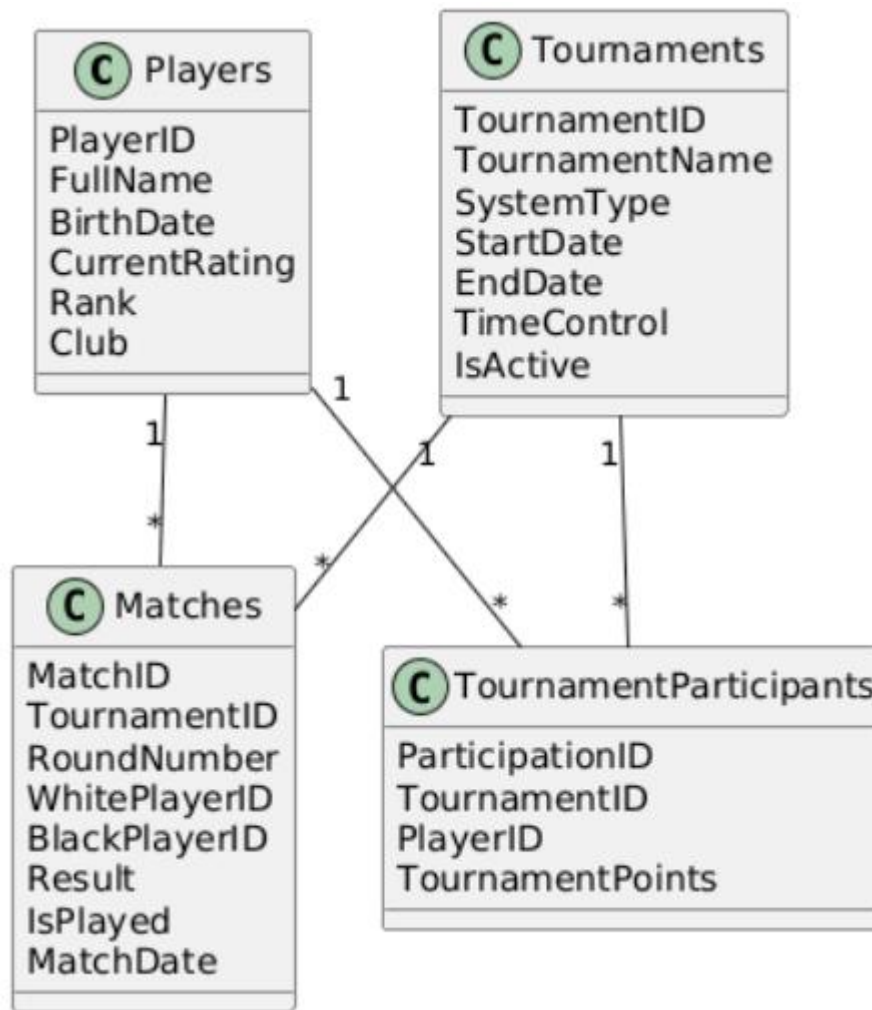 C Players
PlayerID
FullName
BirthDate
CurrentRating
Rank
Club
C Tournaments
TournamentID
TournamentName
SystemType
StartDate
EndDate
TimeControl
IsActive
1
1
1
1
*
*
*
*
C Matches
MatchID
TournamentID
RoundNumber
WhitePlayerID
BlackPlayerID
Result
IsPlayed
MatchDate
C TournamentParticipants
ParticipationID
TournamentID
PlayerID
TournamentPoints